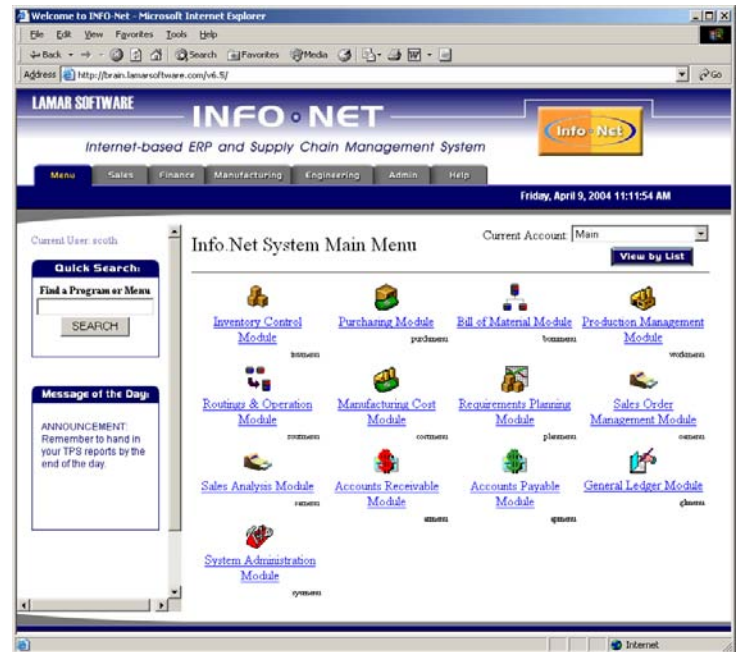 Welcome to INFO-Net - Microsoft Internet Explorer
File Edit View Favorites Tools Help
Back Search Favorites Media
Address http://brain.lamarsoftware.com/v6.5/ Go
LAMAR SOFTWARE
INFO NET
Info Net
Internet-based ERP and Supply Chain Management System
Menu Sales Finance Manufacturing Engineering Admin Help
Friday, April 9, 2004 11:11:54 AM
Current User: scoth
Quick Search:
Find a Program or Menu
SEARCH
Message of the Day:
ANNOUNCEMENT:
Remember to hand in
your TPS reports by the
end of the day.
Info.Net System Main Menu
Current Account: Main
View by List
Inventory Control
Module
Purchasing Module
Bill of Material Module
Production Management
Module
Routings & Operation
Module
Manufacturing Cost
Module
Requirements Planning
Module
Sales Order
Management Module
Sales Analysis Module
Accounts Receivable
Module
Accounts Payable
Module
General Ledger Module
System Administration
Module
Internet